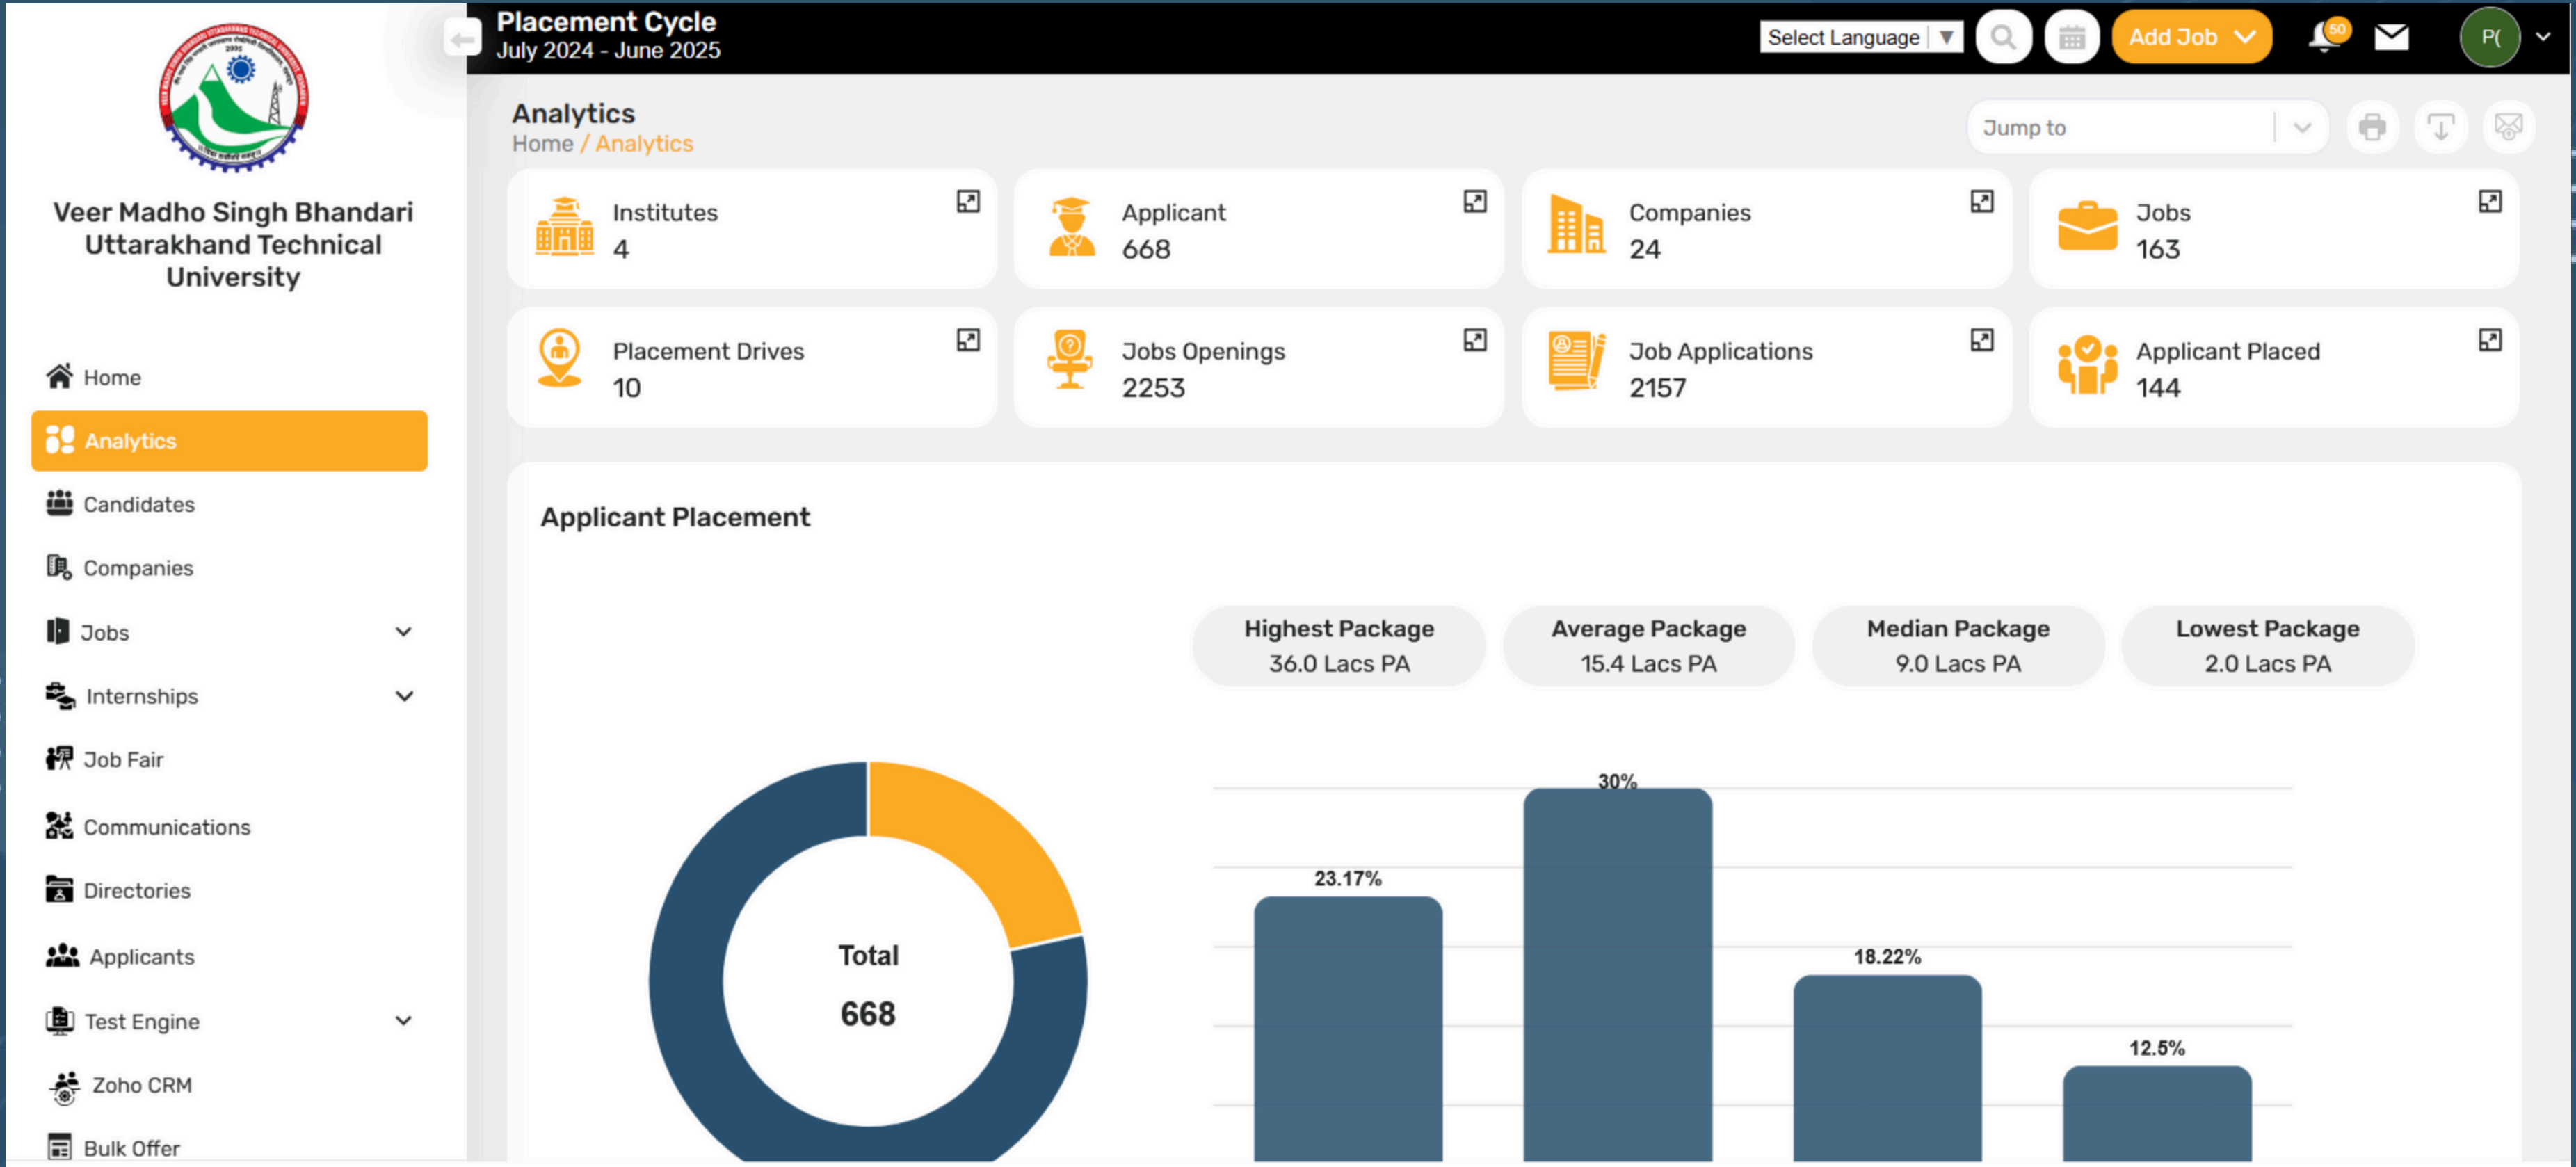 2005
Veer Madho Singh Bhandari
Uttarakhand Technical
University
Home
Analytics
Candidates
Companies
Jobs
Internships
Job Fair
Communications
Directories
Applicants
Test Engine
Zoho CRM
Bulk Offer
Placement Cycle
July 2024 - June 2025
Select Language ▼
Add Job
50
P(
Analytics
Home / Analytics
Jump to
Institutes
4
Applicant
668
Companies
24
Jobs
163
Placement Drives
10
Jobs Openings
2253
Job Applications
2157
Applicant Placed
144
Applicant Placement
Highest Package
36.0 Lacs PA
Average Package
15.4 Lacs PA
Median Package
9.0 Lacs PA
Lowest Package
2.0 Lacs PA
Total
668
23.17%
30%
18.22%
12.5%